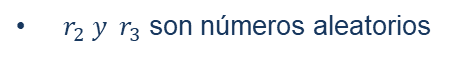 • r₂ y r₃ son números aleatorios